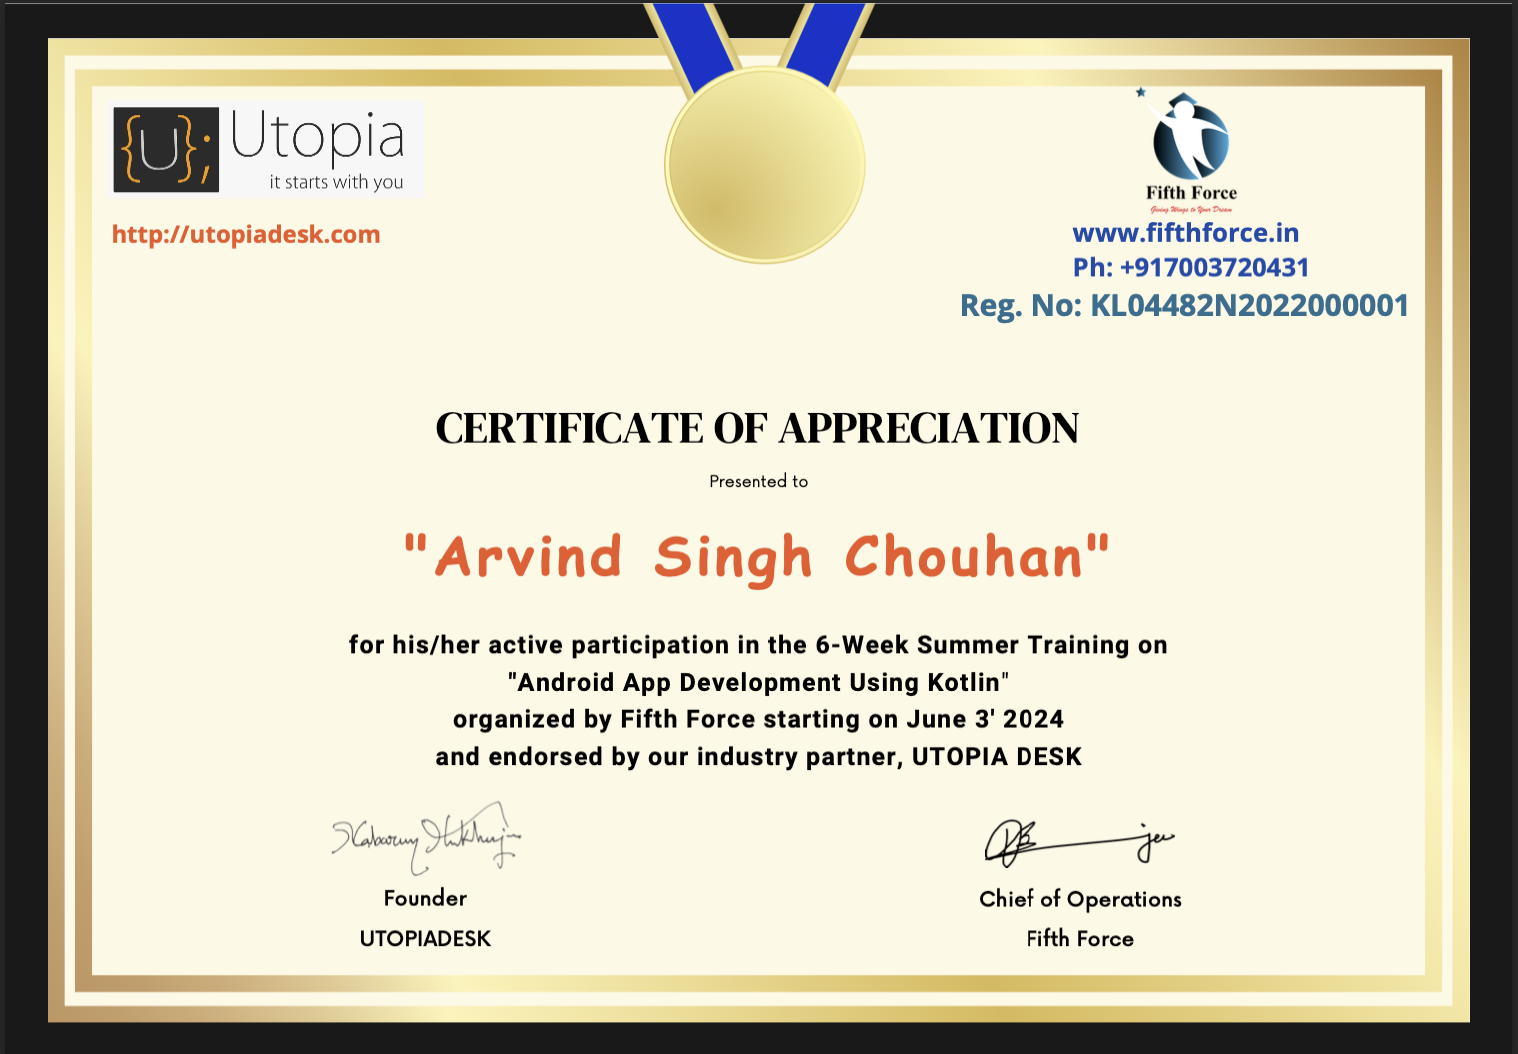 {U}; Utopia
it starts with you
http://utopiadesk.com
Fifth Force
Giving Wings to Your Dream
www.fifthforce.in
Ph: +917003720431
Reg. No: KL04482N2022000001
CERTIFICATE OF APPRECIATION
Presented to
"Arvind Singh Chouhan"
for his/her active participation in the 6-Week Summer Training on
"Android App Development Using Kotlin"
organized by Fifth Force starting on June 3' 2024
and endorsed by our industry partner, UTOPIA DESK
Founder
UTOPIADESK
Chief of Operations
Fifth Force